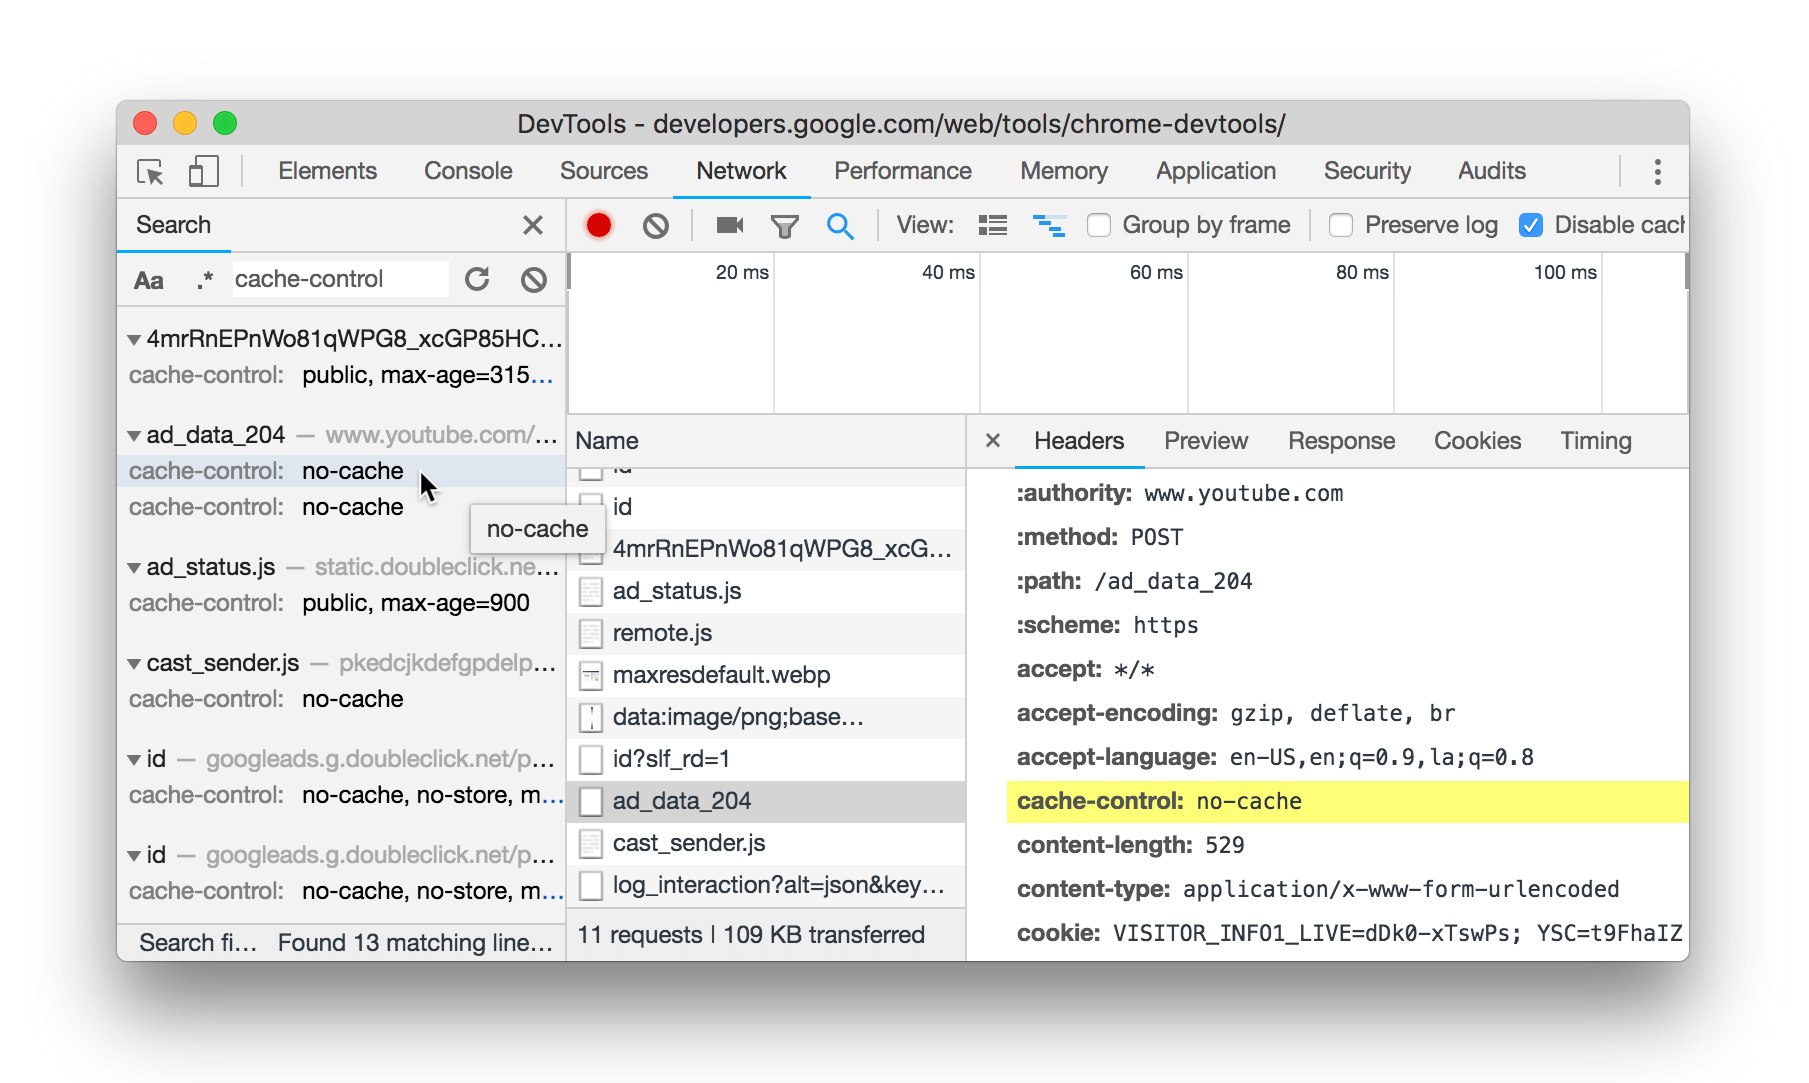 DevTools - developers.google.com/web/tools/chrome-devtools/
Elements Console Sources Network Performance Memory Application Security Audits
Search
View: Group by frame Preserve log Disable cach
Aa .* cache-control
20 ms 40 ms 60 ms 80 ms 100 ms
4mrRnEPnWo81qWPG8_xcGP85HC...
cache-control: public, max-age=315...
ad_data_204 — www.youtube.com/...
cache-control: no-cache
cache-control: no-cache
no-cache
ad_status.js — static.doubleclick.ne...
cache-control: public, max-age=900
cast_sender.js — pkedcjkdefgpdelp...
cache-control: no-cache
id — googleads.g.doubleclick.net/p...
cache-control: no-cache, no-store, m...
id — googleads.g.doubleclick.net/p...
cache-control: no-cache, no-store, m...
Search fi... Found 13 matching line...
Name
id
id
4mrRnEPnWo81qWPG8_xcG...
ad_status.js
remote.js
maxresdefault.webp
data:image/png;base...
id?slf_rd=1
ad_data_204
cast_sender.js
log_interaction?alt=json&key...
11 requests | 109 KB transferred
Headers Preview Response Cookies Timing
:authority: www.youtube.com
:method: POST
:path: /ad_data_204
:scheme: https
accept: */*
accept-encoding: gzip, deflate, br
accept-language: en-US,en;q=0.9,la;q=0.8
cache-control: no-cache
content-length: 529
content-type: application/x-www-form-urlencoded
cookie: VISITOR_INFO1_LIVE=dDk0-xTswPs; YSC=t9FhaIZ